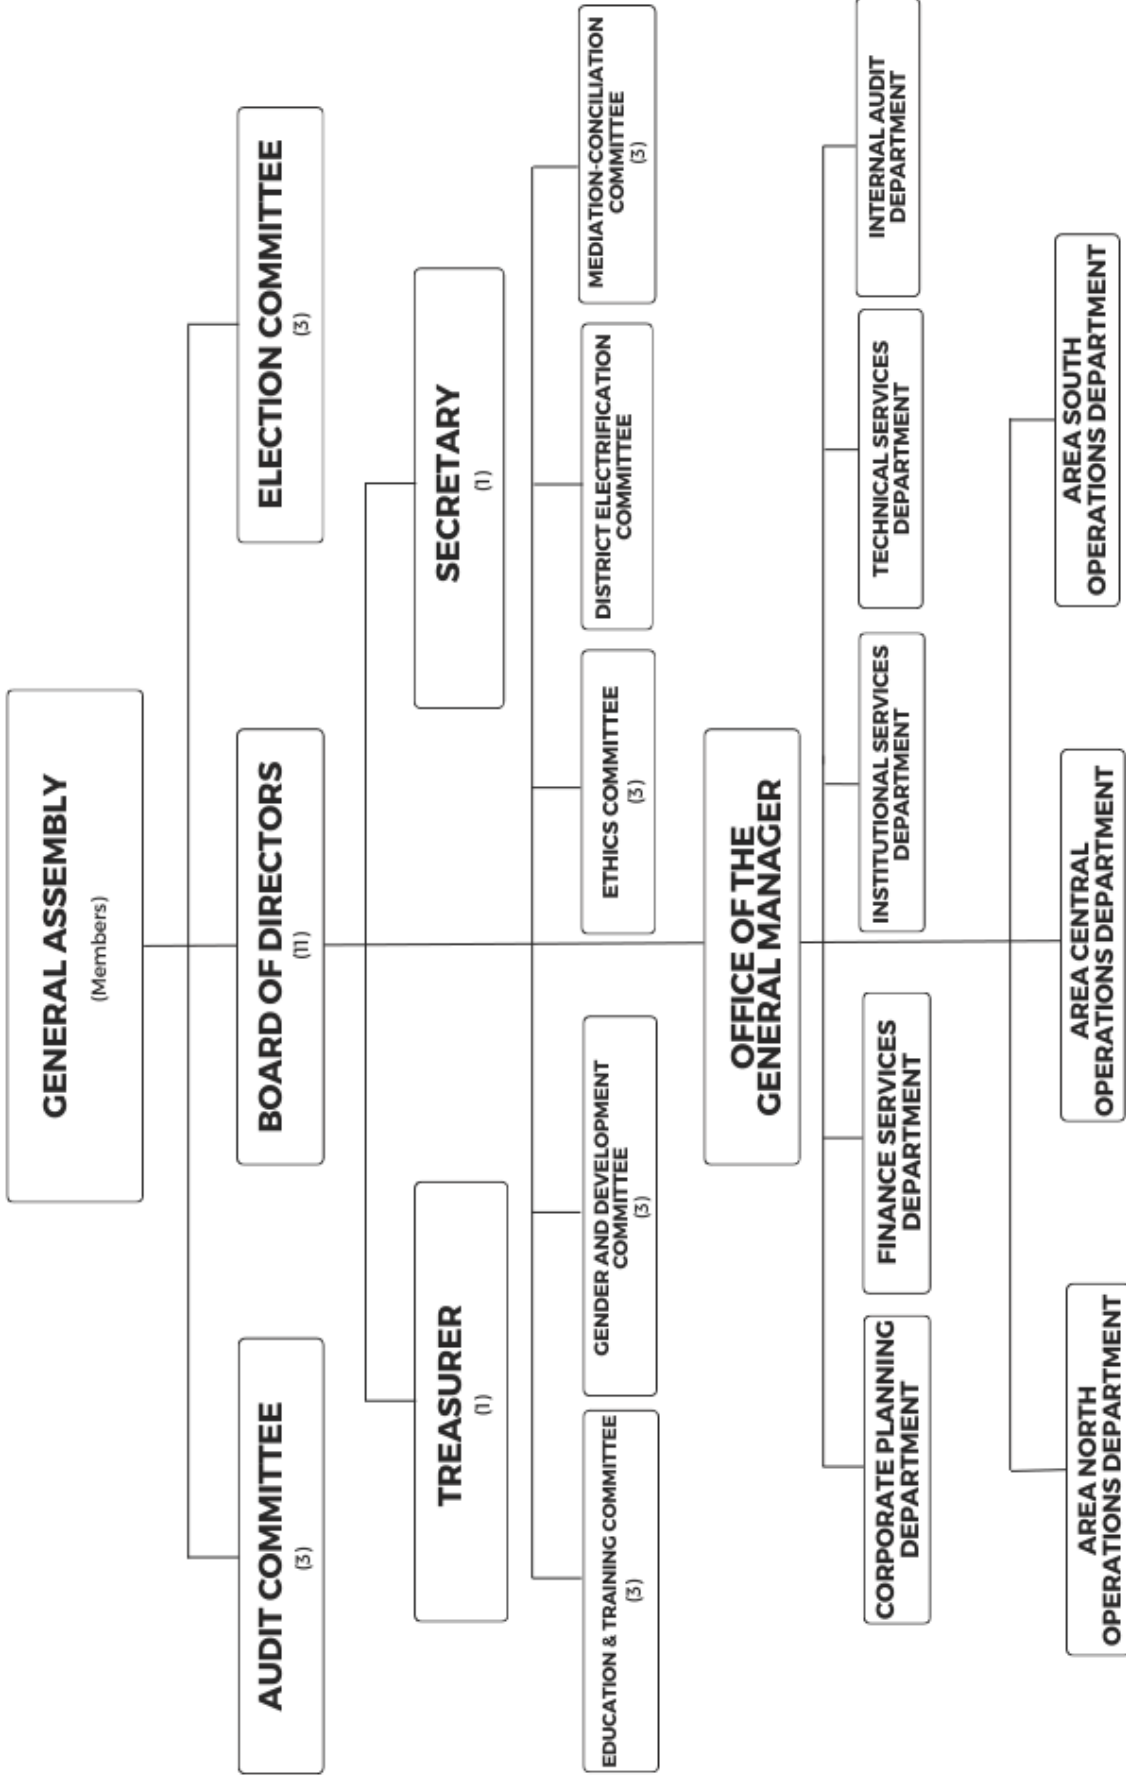 GENERAL ASSEMBLY
(Members)
AUDIT COMMITTEE
(3)
BOARD OF DIRECTORS
(11)
ELECTION COMMITTEE
(3)
TREASURER
(1)
SECRETARY
(1)
EDUCATION & TRAINING COMMITTEE
(3)
GENDER AND DEVELOPMENT
COMMITTEE
(3)
ETHICS COMMITTEE
(3)
DISTRICT ELECTRIFICATION
COMMITTEE
MEDIATION-CONCILIATION
COMMITTEE
(3)
OFFICE OF THE
GENERAL MANAGER
CORPORATE PLANNING
DEPARTMENT
FINANCE SERVICES
DEPARTMENT
INSTITUTIONAL SERVICES
DEPARTMENT
TECHNICAL SERVICES
DEPARTMENT
INTERNAL AUDIT
DEPARTMENT
AREA NORTH
OPERATIONS DEPARTMENT
AREA CENTRAL
OPERATIONS DEPARTMENT
AREA SOUTH
OPERATIONS DEPARTMENT